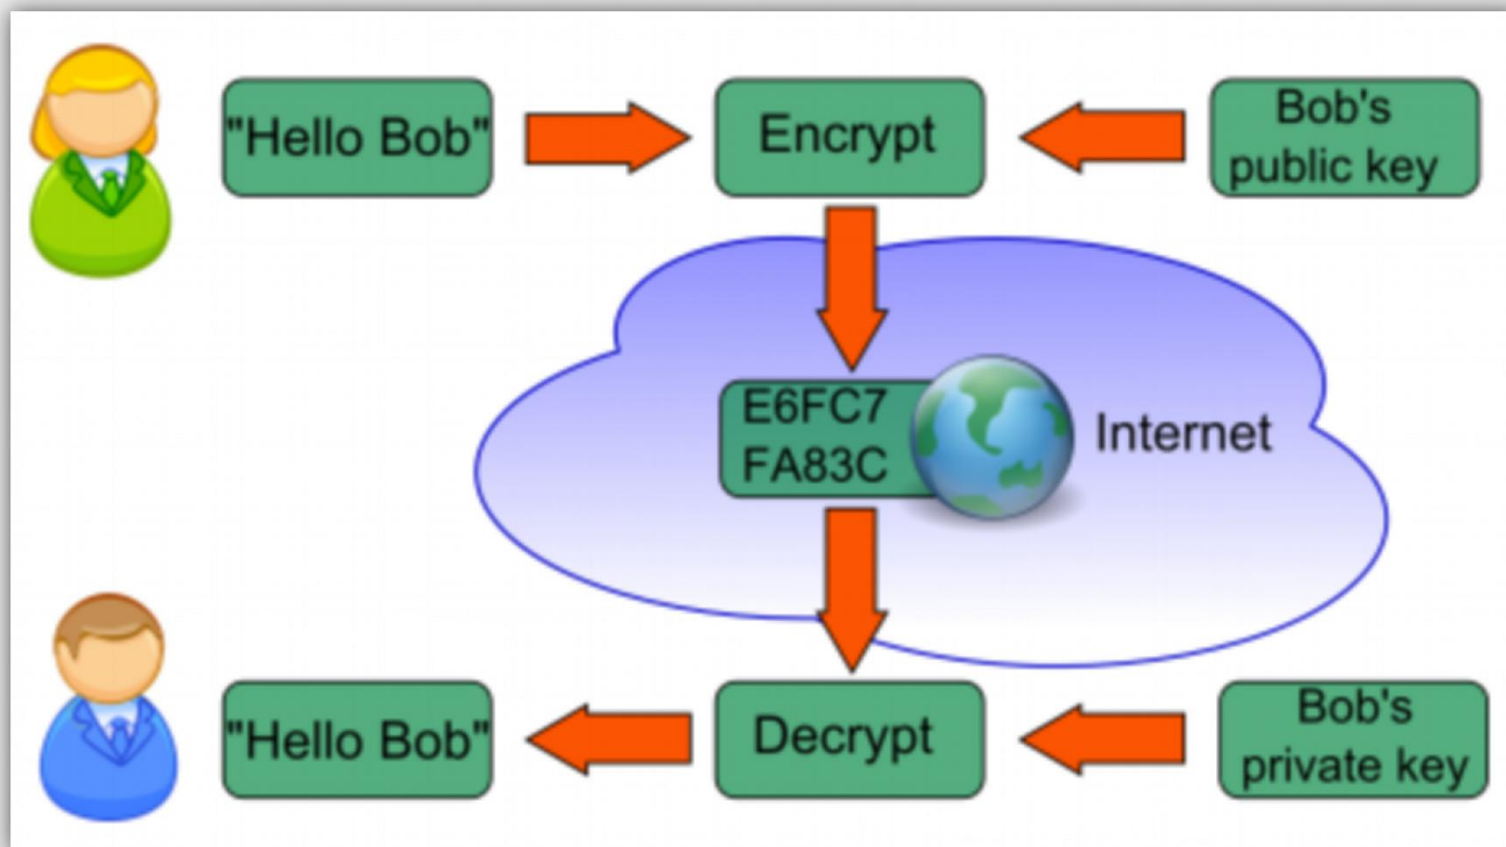 "Hello Bob"
Encrypt
Bob's
public key
E6FC7
FA83C
Internet
"Hello Bob"
Decrypt
Bob's
private key